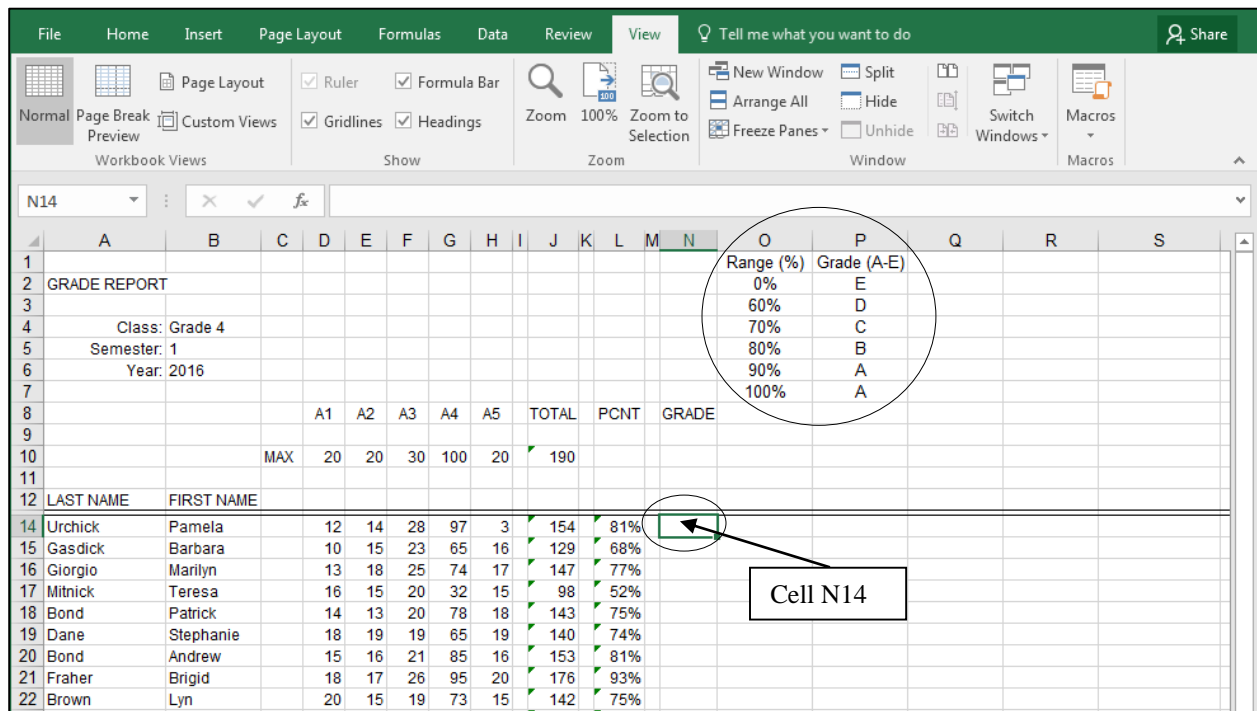 File Home Insert Page Layout Formulas Data Review View Tell me what you want to do Share
Normal Page Break Preview Page Layout Custom Views
Workbook Views
Ruler Formula Bar
Gridlines Headings
Show
Zoom 100% Zoom to Selection
Zoom
New Window Split
Arrange All Hide
Freeze Panes Unhide
Switch Windows
Window
Macros
Macros
N14 fx
A B C D E F G H I J K L M N O P Q R S
1 Range (%) Grade (A-E)
2 GRADE REPORT 0% E
3 60% D
4 Class: Grade 4 70% C
5 Semester: 1 80% B
6 Year: 2016 90% A
7 100% A
8 A1 A2 A3 A4 A5 TOTAL PCNT GRADE
9
10 MAX 20 20 30 100 20 190
11
12 LAST NAME FIRST NAME
14 Urchick Pamela 12 14 28 97 3 154 81%
15 Gasdick Barbara 10 15 23 65 16 129 68%
16 Giorgio Marilyn 13 18 25 74 17 147 77%
17 Mitnick Teresa 16 15 20 32 15 98 52%
18 Bond Patrick 14 13 20 78 18 143 75%
19 Dane Stephanie 18 19 19 65 19 140 74%
20 Bond Andrew 15 16 21 85 16 153 81%
21 Fraher Brigid 18 17 26 95 20 176 93%
22 Brown Lyn 20 15 19 73 15 142 75%
Cell N14